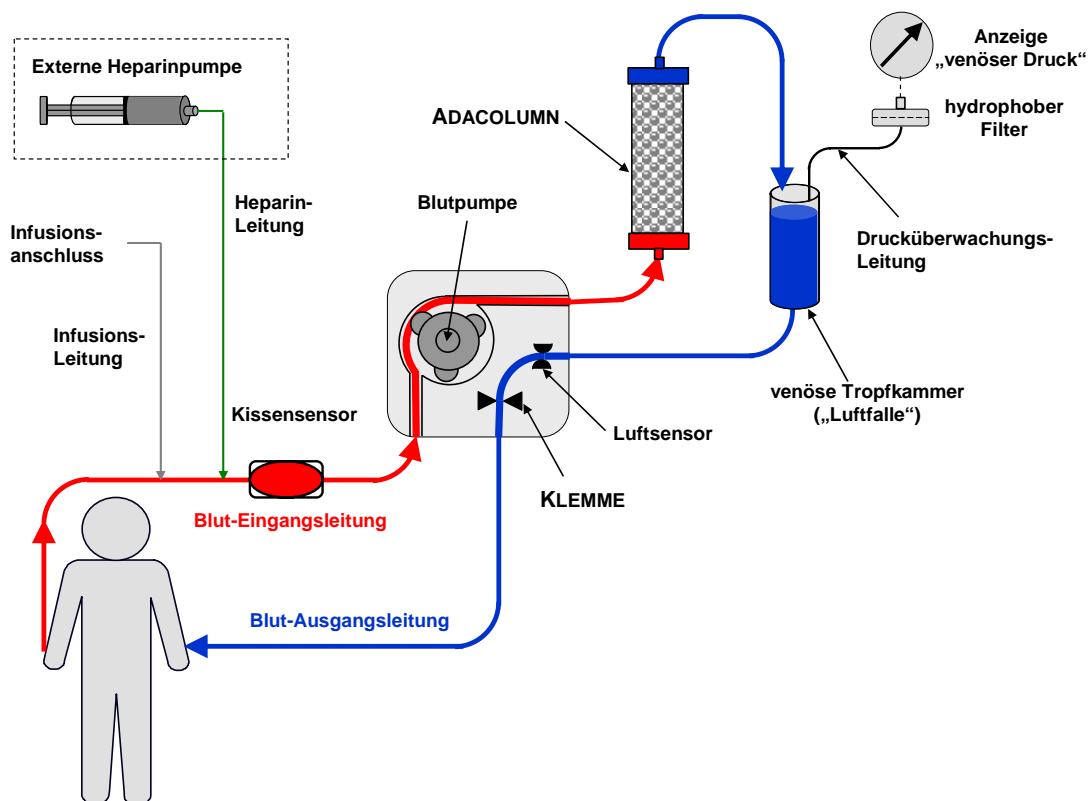 Externe Heparinpumpe
Anzeige
„venöser Druck“
hydrophober
Filter
ADACOLUMN
Heparin-
Leitung
Blutpumpe
Infusions-
anschluss
Drucküberwachungs-
Leitung
Infusions-
Leitung
venöse Tropfkammer
(„Luftfalle“)
Kissensensor
Luftsensor
KLEMME
Blut-Eingangsleitung
Blut-Ausgangsleitung